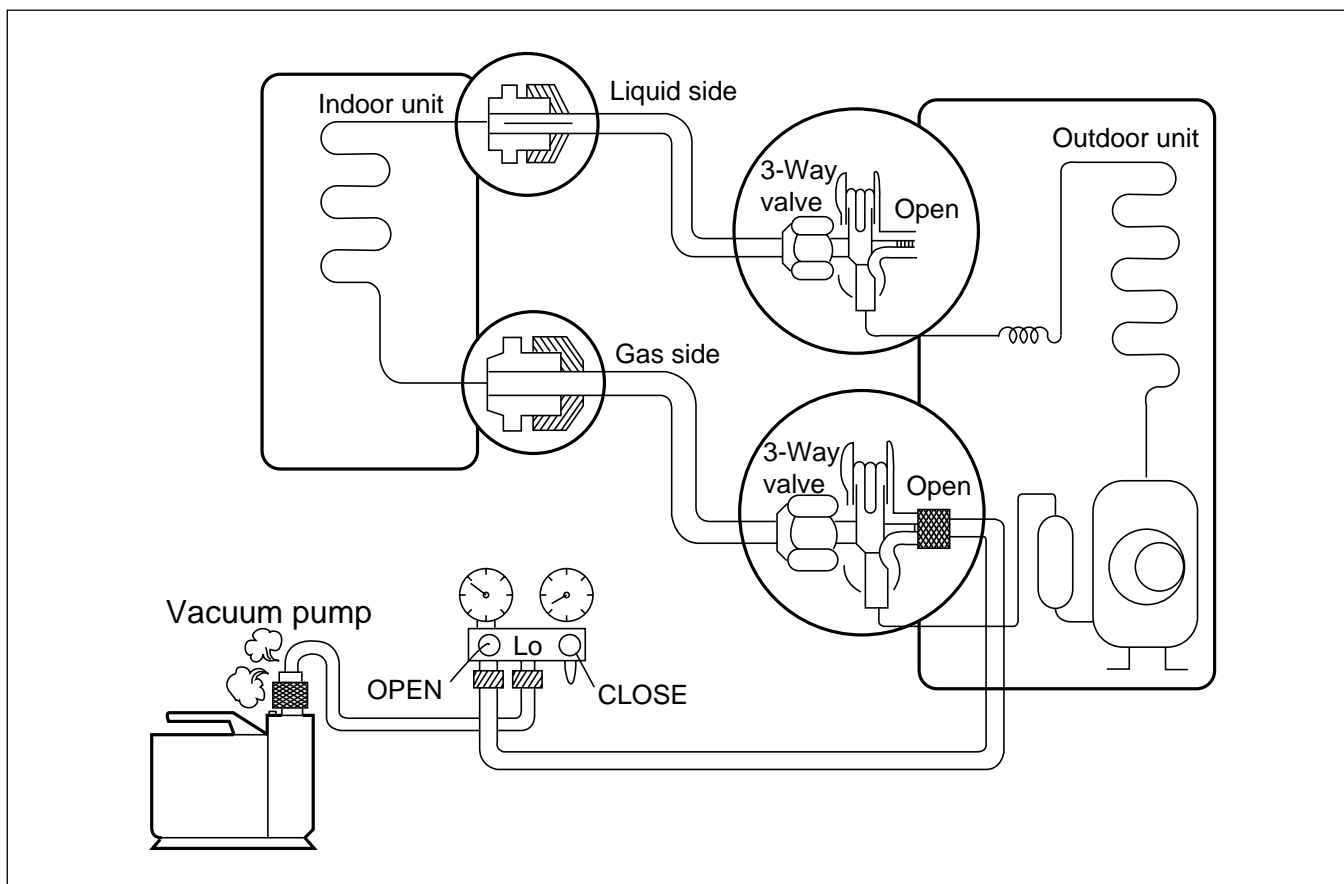 Indoor unit
Liquid side
Outdoor unit
3-Way
valve
Open
Gas side
3-Way
valve
Open
Vacuum pump
Lo
OPEN
CLOSE